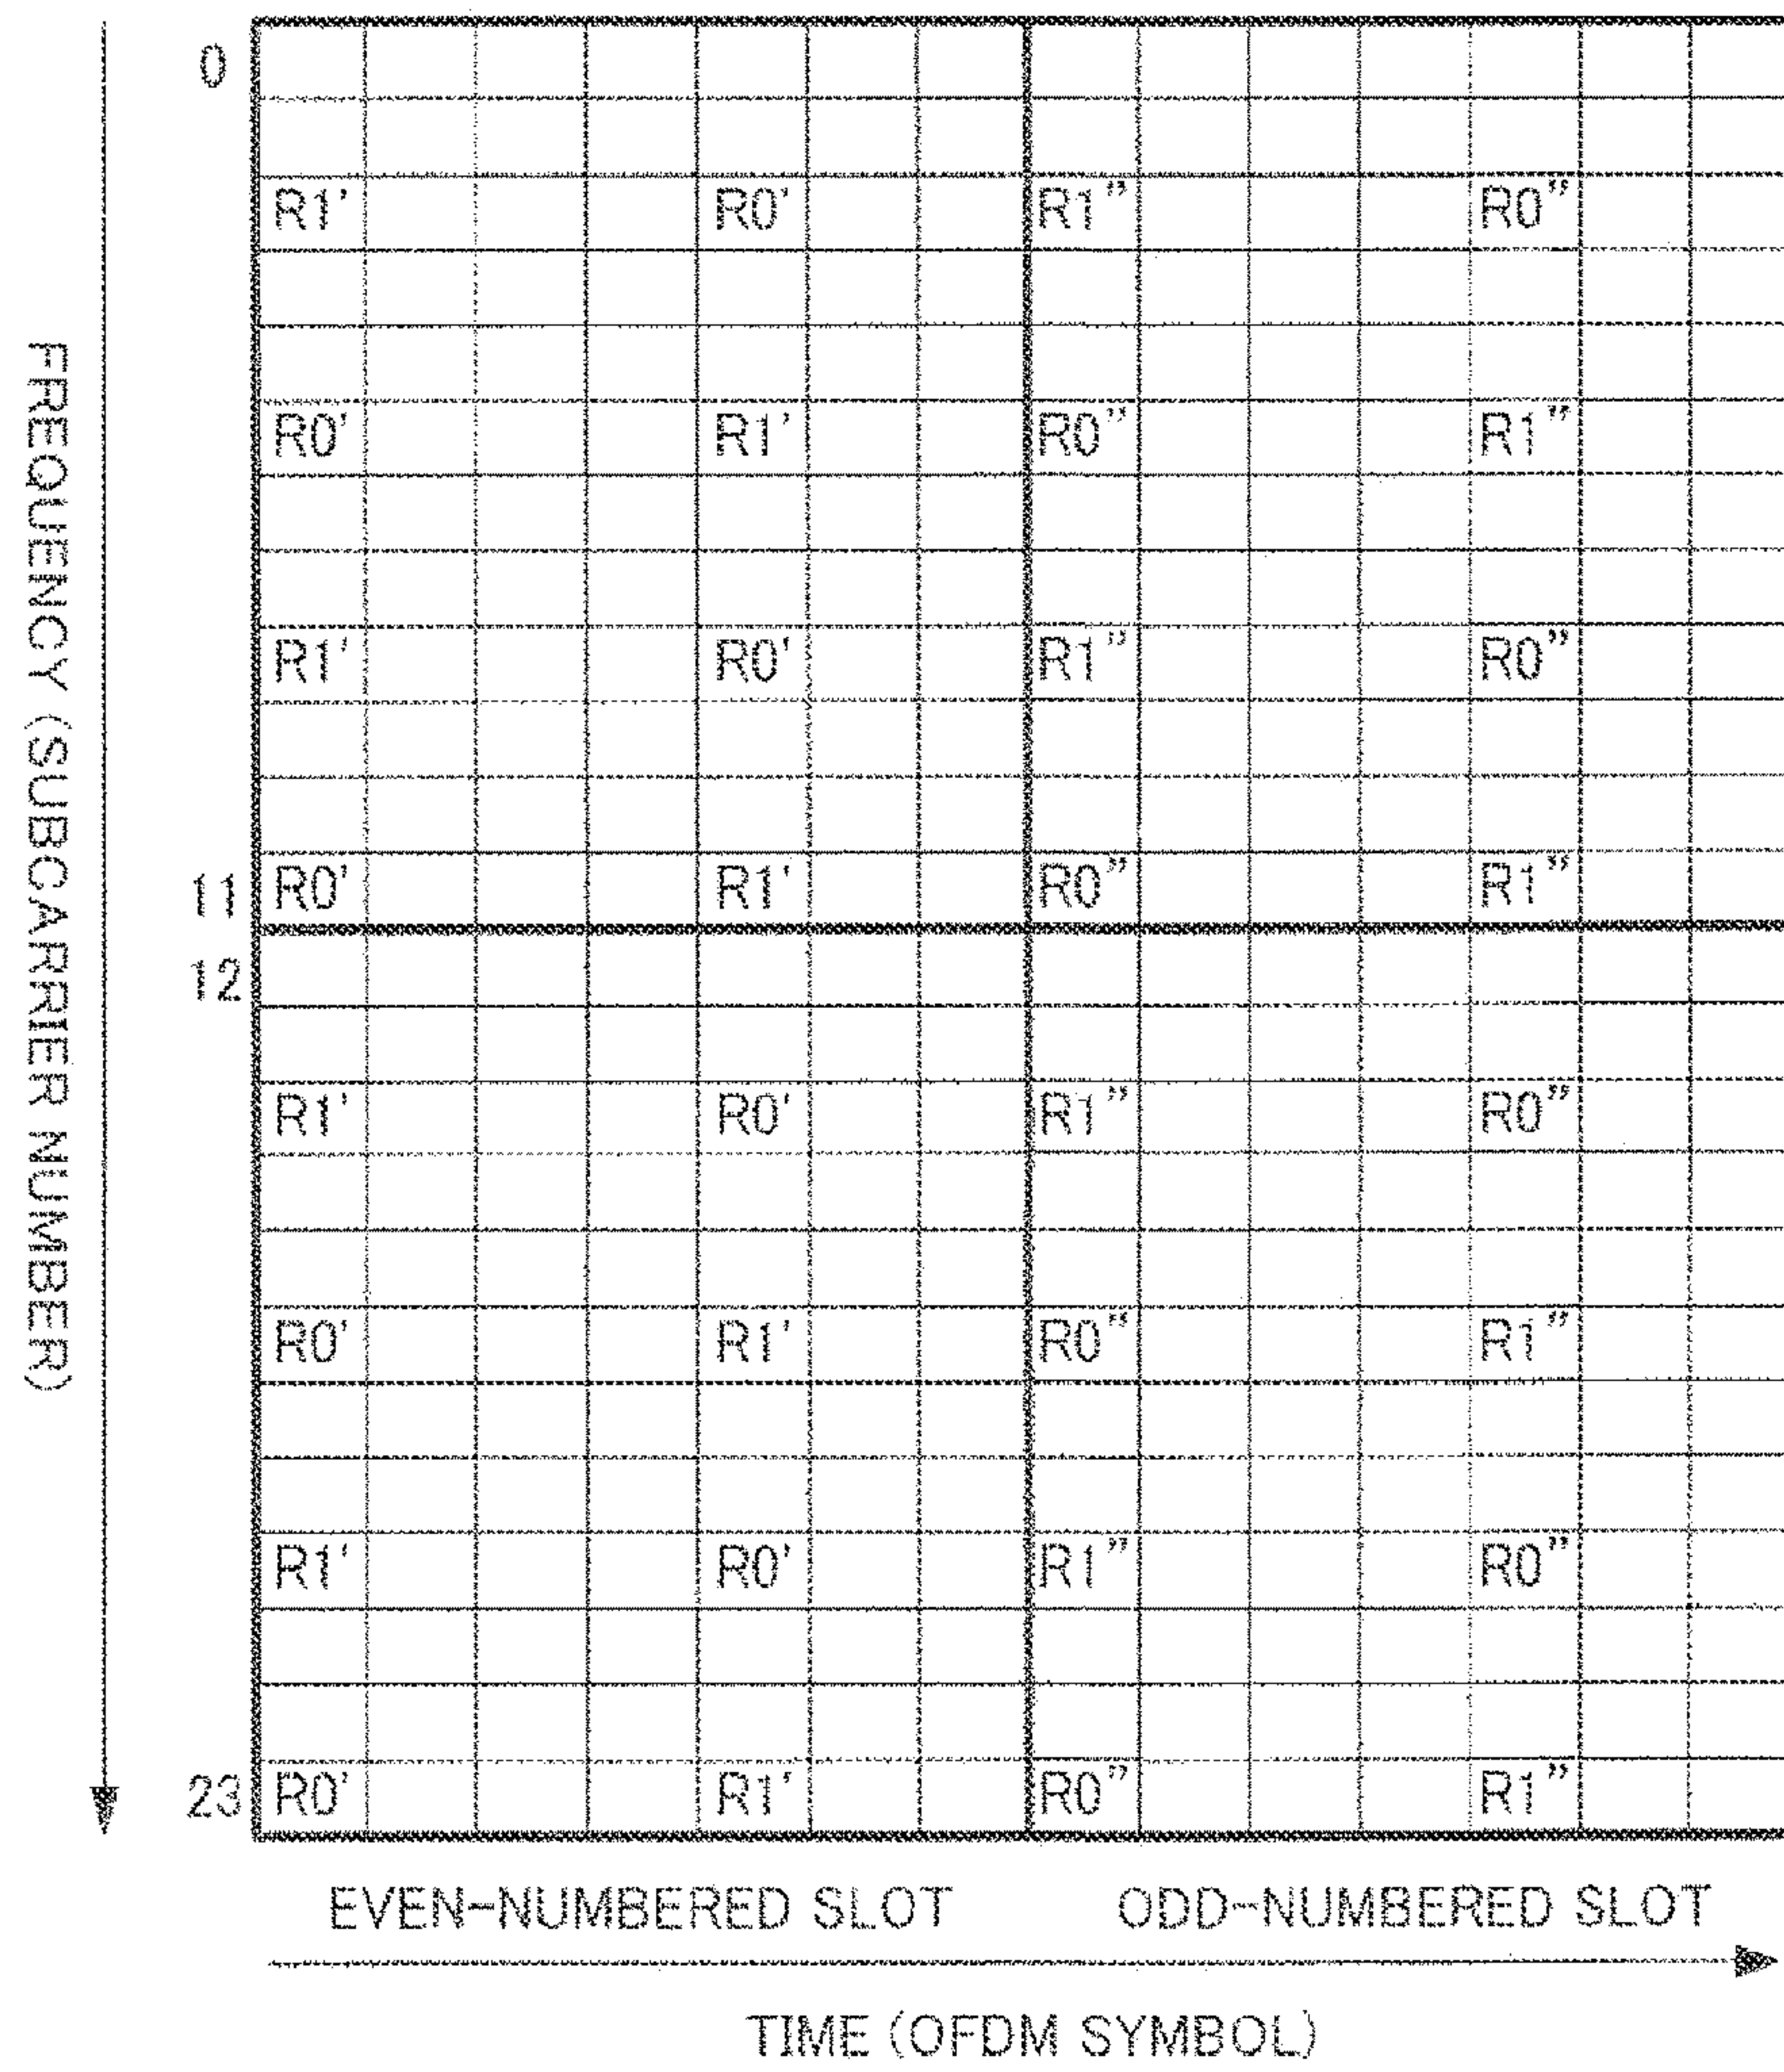 0
R1' R0' R1" R0"
R0' R1' R0" R1"
R1' R0' R1" R0"
11 R0' R1' R0" R1"
12
R1' R0' R1" R0"
R0' R1' R0" R1"
R1' R0' R1" R0"
23 R0' R1' R0" R1"
FREQUENCY (SUBCARRIER NUMBER)
EVEN-NUMBERED SLOT ODD-NUMBERED SLOT
TIME (OFDM SYMBOL)